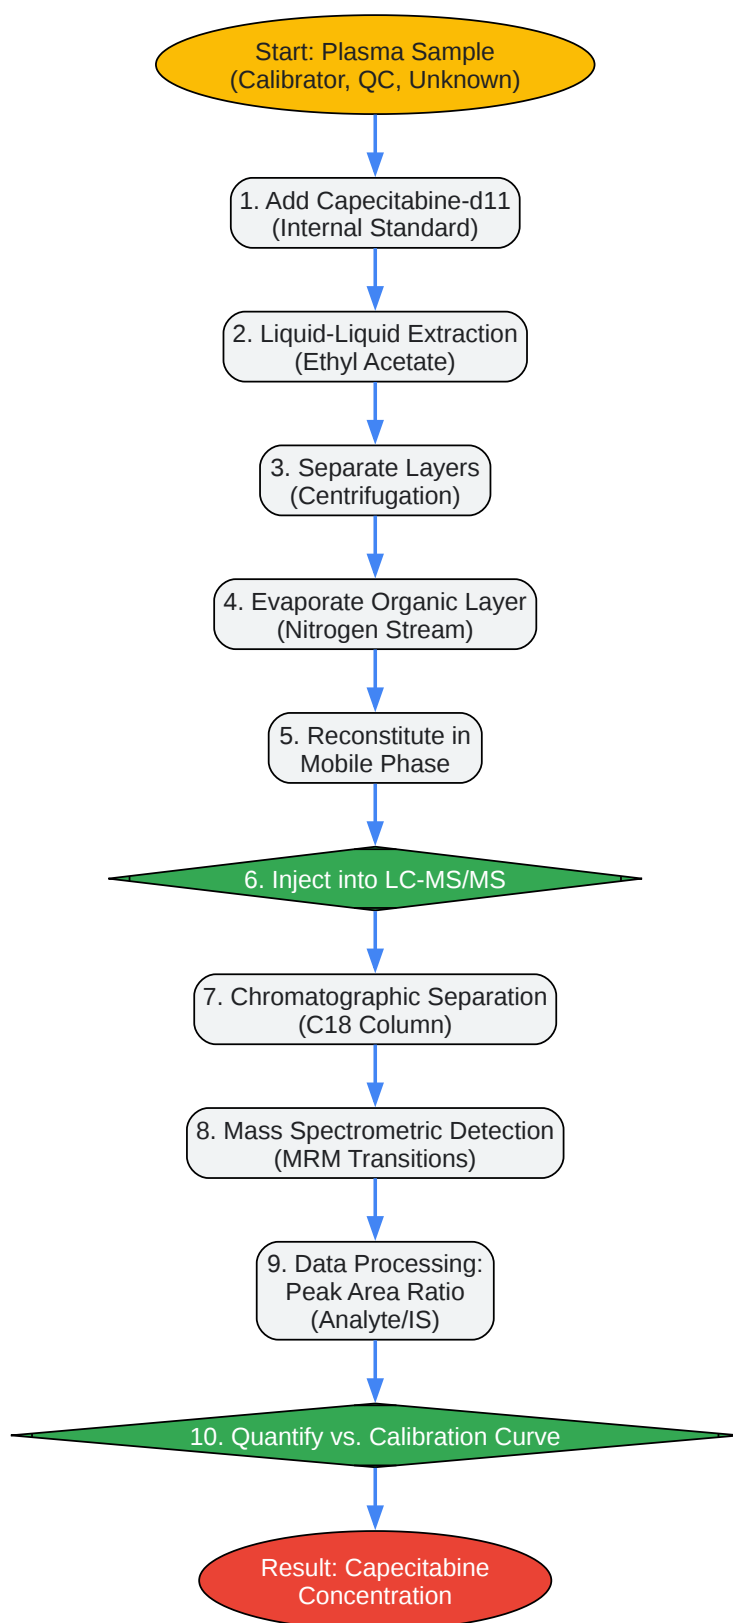 Start: Plasma Sample
(Calibrator, QC, Unknown)
1. Add Capecitabine-d11
(Internal Standard)
2. Liquid-Liquid Extraction
(Ethyl Acetate)
3. Separate Layers
(Centrifugation)
4. Evaporate Organic Layer
(Nitrogen Stream)
5. Reconstitute in
Mobile Phase
6. Inject into LC-MS/MS
7. Chromatographic Separation
(C18 Column)
8. Mass Spectrometric Detection
(MRM Transitions)
9. Data Processing:
Peak Area Ratio
(Analyte/IS)
10. Quantify vs. Calibration Curve
Result: Capecitabine
Concentration